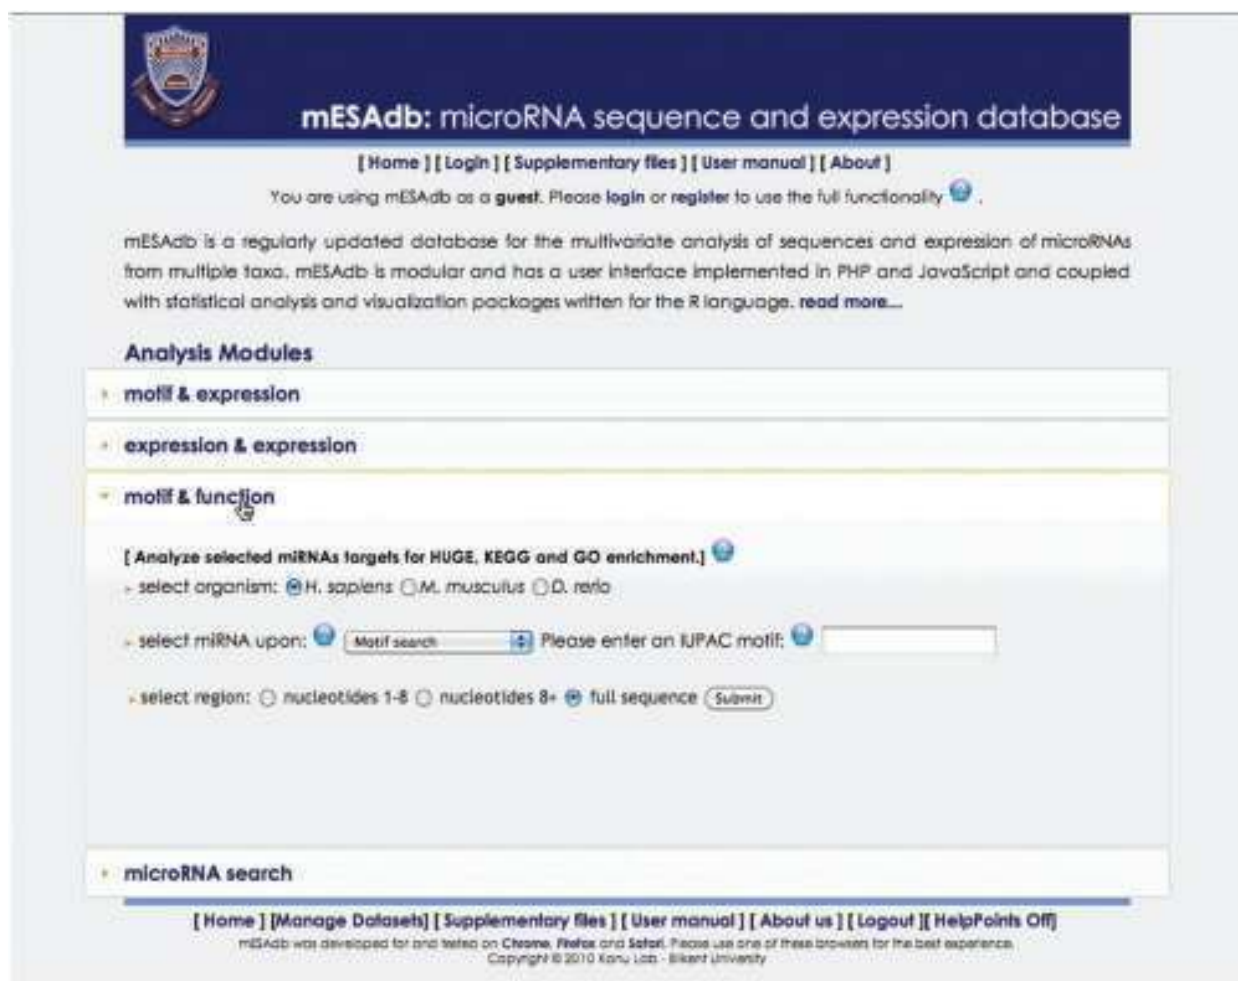 mESAdb: microRNA sequence and expression database
[ Home ] [ Login ] [ Supplementary files ] [ User manual ] [ About ]
You are using mESAdb as a guest. Please login or register to use the full functionality .
mESAdb is a regularly updated database for the multivariate analysis of sequences and expression of microRNAs
from multiple taxa. mESAdb is modular and has a user interface implemented in PHP and JavaScript and coupled
with statistical analysis and visualization packages written for the R language. read more...
Analysis Modules
motif & expression
expression & expression
motif & function
[ Analyze selected miRNAs targets for HUGE, KEGG and GO enrichment.]
select organism: H. sapiens M. musculus D. rerio
select miRNA upon: Motif search Please enter an IUPAC motif:
select region: nucleotides 1-8 nucleotides 8+ full sequence Submit
microRNA search
[ Home ] [Manage Datasets] [ Supplementary files ] [ User manual ] [ About us ] [ Logout ][ HelpPoints Off]
mESAdb was developed for and tested on Chrome, Firefox and Safari. Please use one of these browsers for the best experience.
Copyright © 2010 Konu Lab - Bilkent University